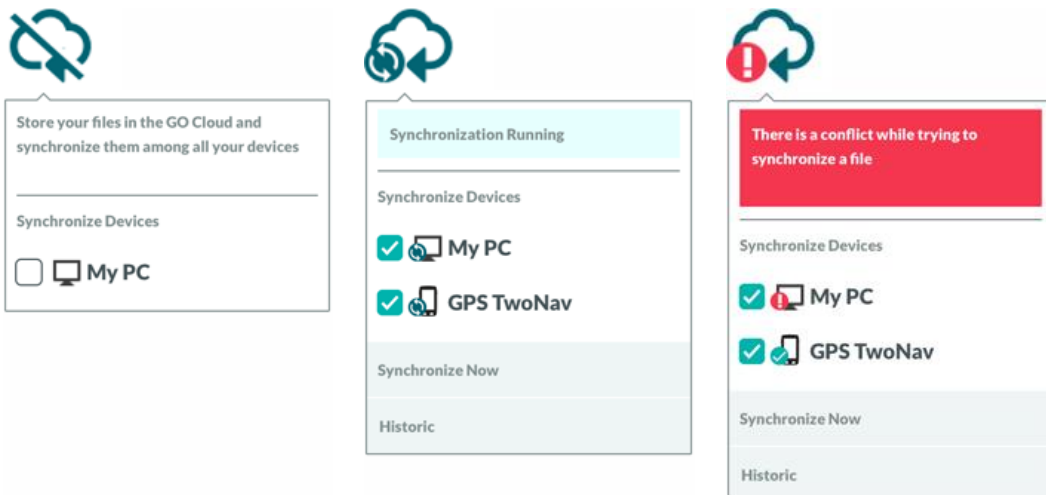 Store your files in the GO Cloud and
synchronize them among all your devices
Synchronize Devices
My PC
Synchronization Running
Synchronize Devices
My PC
GPS TwoNav
Synchronize Now
Historic
There is a conflict while trying to
synchronize a file
Synchronize Devices
My PC
GPS TwoNav
Synchronize Now
Historic